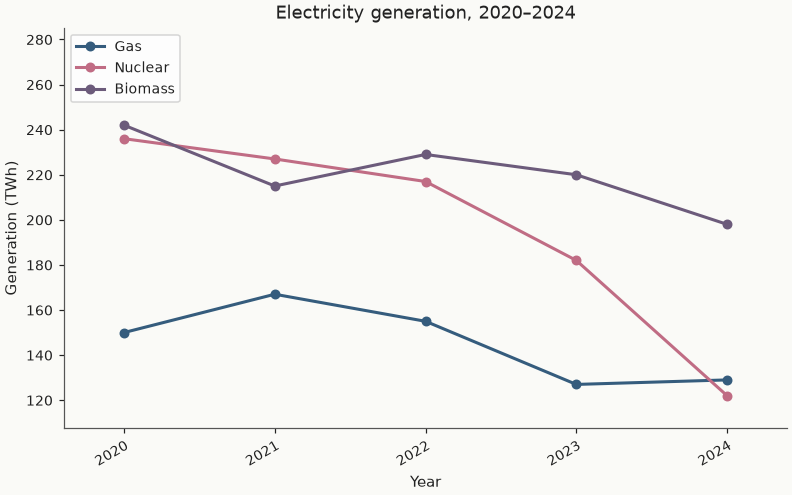 Electricity generation, 2020–2024
Gas
Nuclear
Biomass
Generation (TWh)
280
260
240
220
200
180
160
140
120
2020
2021
2022
2023
2024
Year